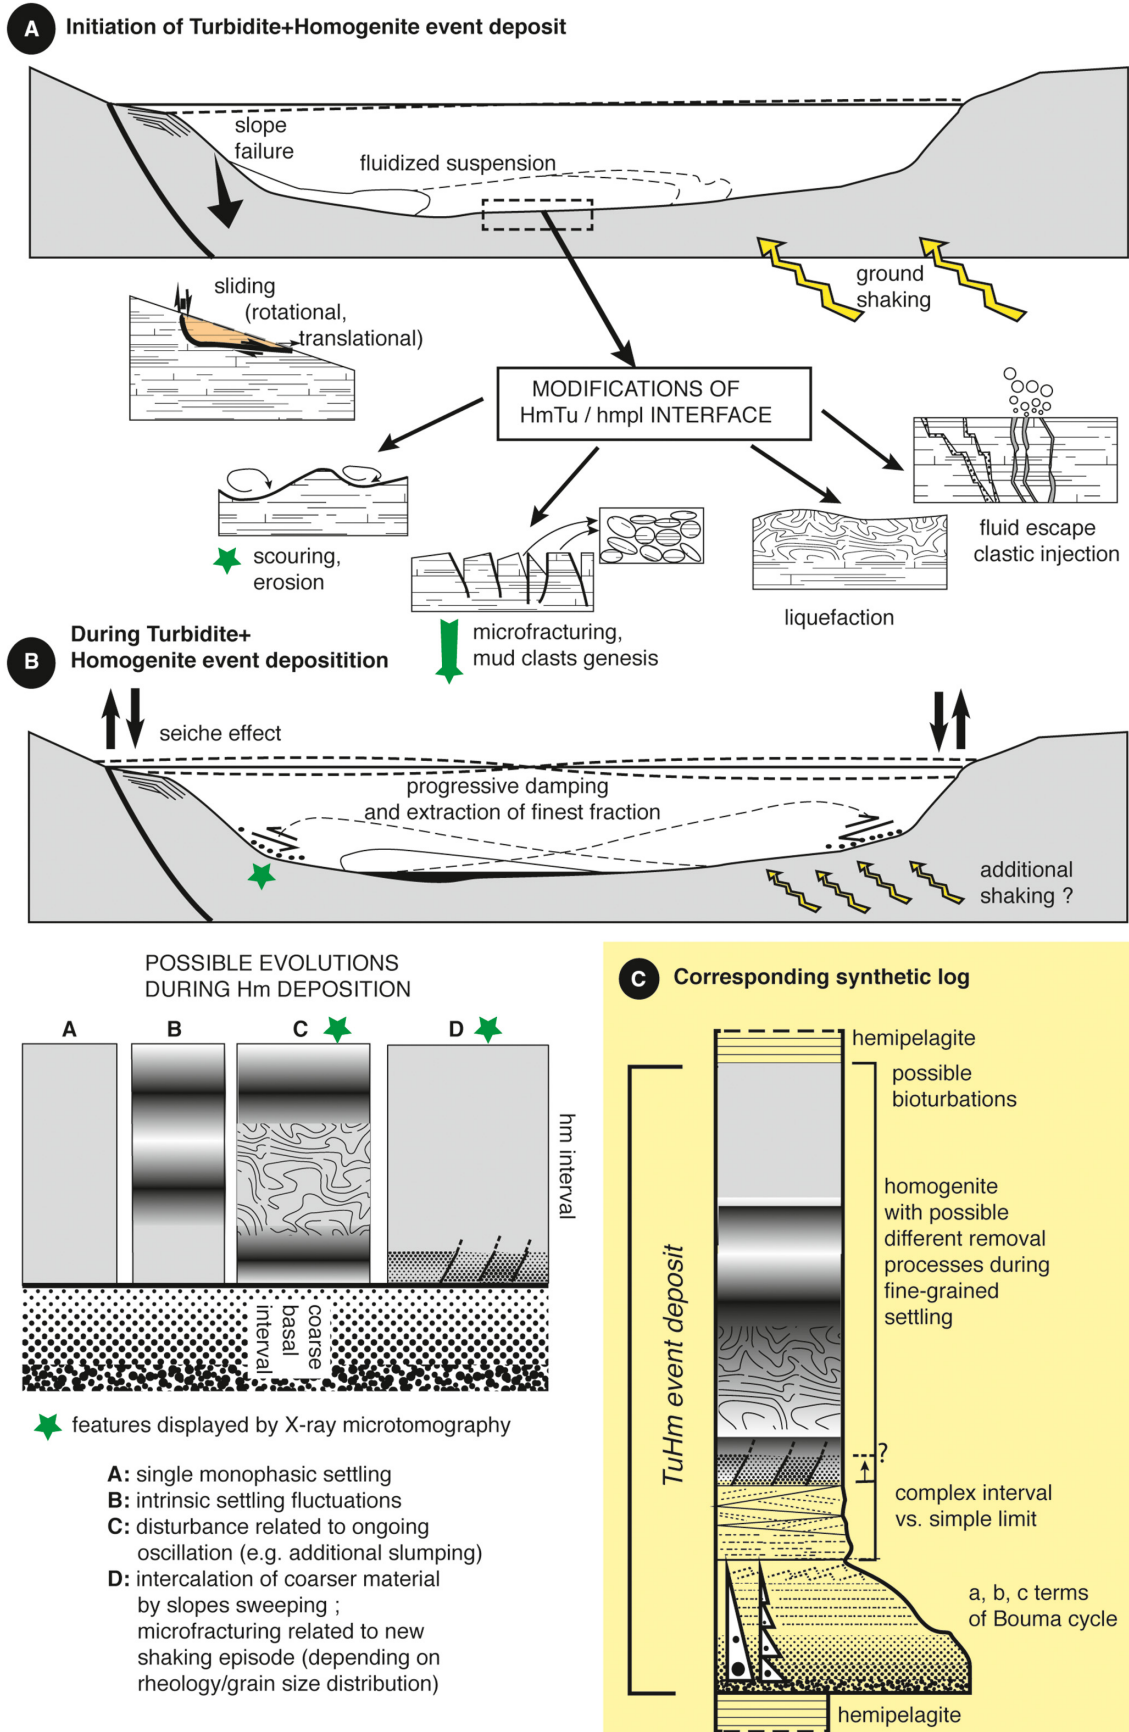 A Initiation of Turbidite+Homogenite event deposit
slope
failure
fluidized suspension
ground
shaking
sliding
(rotational,
translational)
MODIFICATIONS OF
HmTu / hmpl INTERFACE
scouring,
erosion
microfracturing,
mud clasts genesis
liquefaction
fluid escape
clastic injection
B During Turbidite+
Homogenite event depositition
seiche effect
progressive damping
and extraction of finest fraction
additional
shaking ?
POSSIBLE EVOLUTIONS
DURING Hm DEPOSITION
A B C D
hm interval
coarse
basal
interval
features displayed by X-ray microtomography
A: single monophasic settling
B: intrinsic settling fluctuations
C: disturbance related to ongoing
oscillation (e.g. additional slumping)
D: intercalation of coarser material
by slopes sweeping ;
microfracturing related to new
shaking episode (depending on
rheology/grain size distribution)
C Corresponding synthetic log
hemipelagite
possible
bioturbations
homogenite
with possible
different removal
processes during
fine-grained
settling
TuHm event deposit
?
complex interval
vs. simple limit
a, b, c terms
of Bouma cycle
hemipelagite